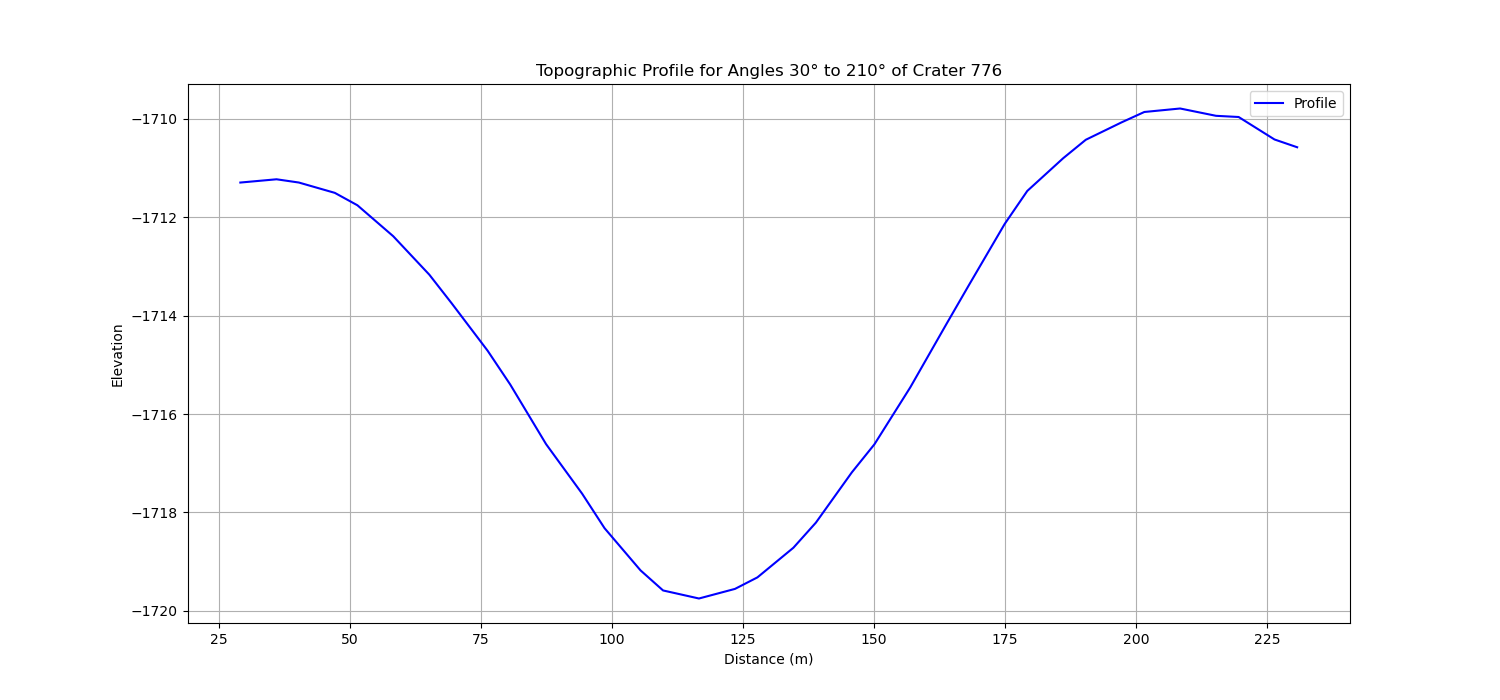 Topographic Profile for Angles 30° to 210° of Crater 776
Profile
−1710
−1712
−1714
−1716
−1718
−1720
Elevation
25 50 75 100 125 150 175 200 225
Distance (m)